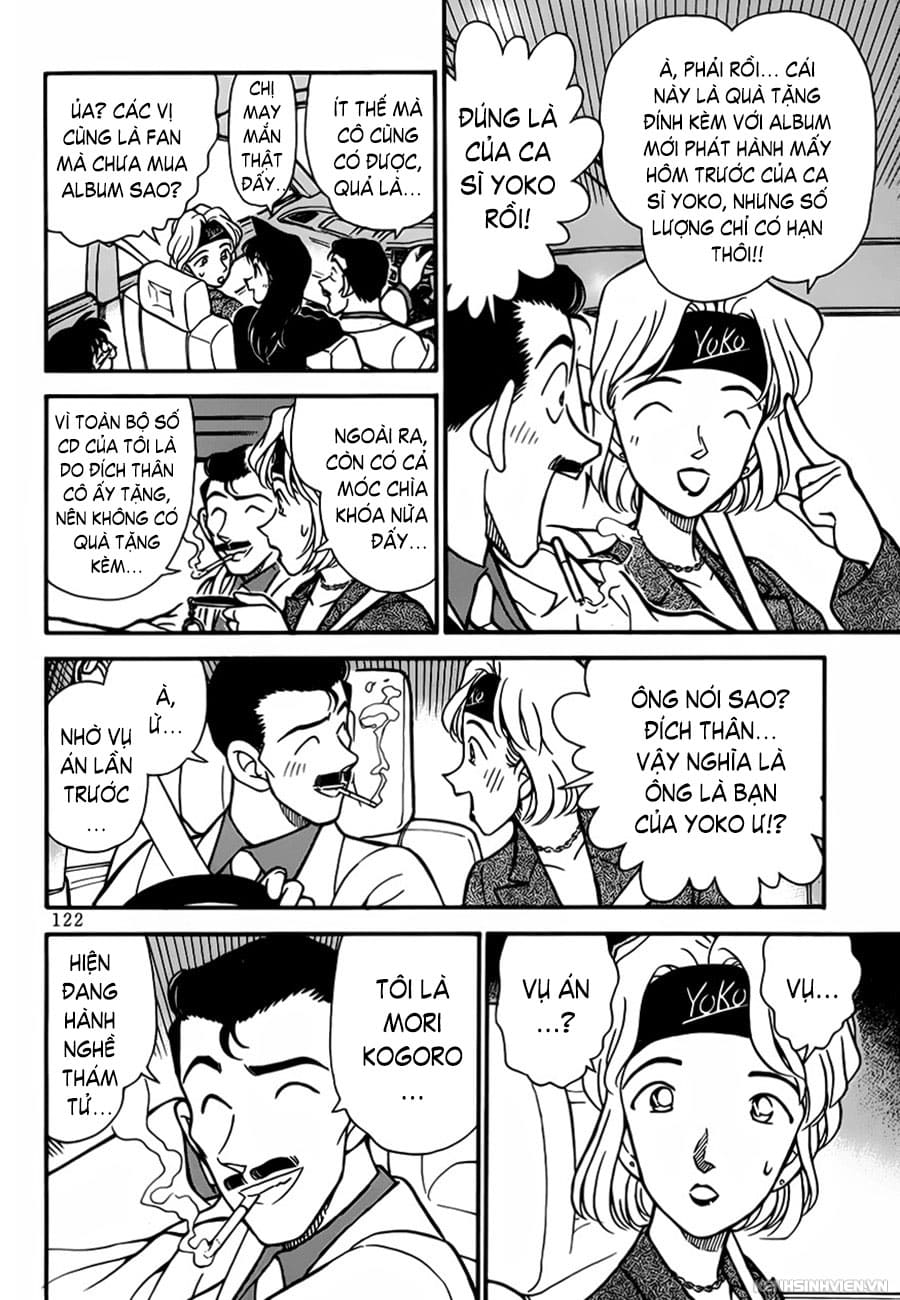 À, PHẢI RỒI... CÁI
NÀY LÀ QUÀ TẶNG
ĐÍNH KÈM VỚI ALBUM
MỚI PHÁT HÀNH MẤY
HÔM TRƯỚC CỦA CA
SĨ YOKO, NHƯNG SỐ
LƯỢNG CHỈ CÓ HẠN
THÔI!!
ĐÚNG LÀ
CỦA CA
SĨ YOKO
RỒI!
YOKO
ÍT THẾ MÀ
CÔ CŨNG
CÓ ĐƯỢC,
QUẢ LÀ...
CHỊ
MAY
MẮN
THẬT
ĐẤY...
ỦA? CÁC VỊ
CŨNG LÀ FAN
MÀ CHƯA MUA
ALBUM SAO?
NGOÀI RA,
CÒN CÓ CẢ
MÓC CHÌA
KHÓA NỮA
ĐẤY...
VÌ TOÀN BỘ SỐ
CD CỦA TÔI LÀ
DO ĐÍCH THÂN
CÔ ẤY TẶNG,
NÊN KHÔNG CÓ
QUÀ TẶNG
KÈM...
ÔNG NÓI SAO?
ĐÍCH THÂN...
VẬY NGHĨA LÀ
ÔNG LÀ BẠN
CỦA YOKO Ư!?
YO
À,
Ừ...
NHỜ VỤ
ÁN LẦN
TRƯỚC
...
122
VỤ...
VỤ ÁN
...?
YOKO
TÔI LÀ
MORI
KOGORO
...
HIỆN
ĐANG
HÀNH
NGHỀ
THÁM
TỬ...
KENHSINHVIEN.VN